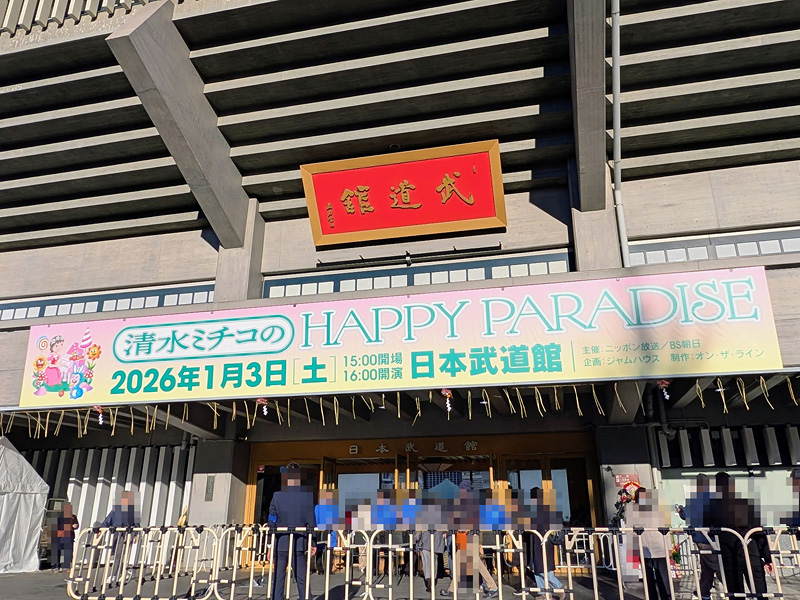 武道館
清水ミチコの HAPPY PARADISE
2026年1月3日[土] 15:00開場 16:00開演 日本武道館
主催:ニッポン放送/BS朝日
企画:ジャムハウス 制作:オン・ザ・ライン
日本武道館